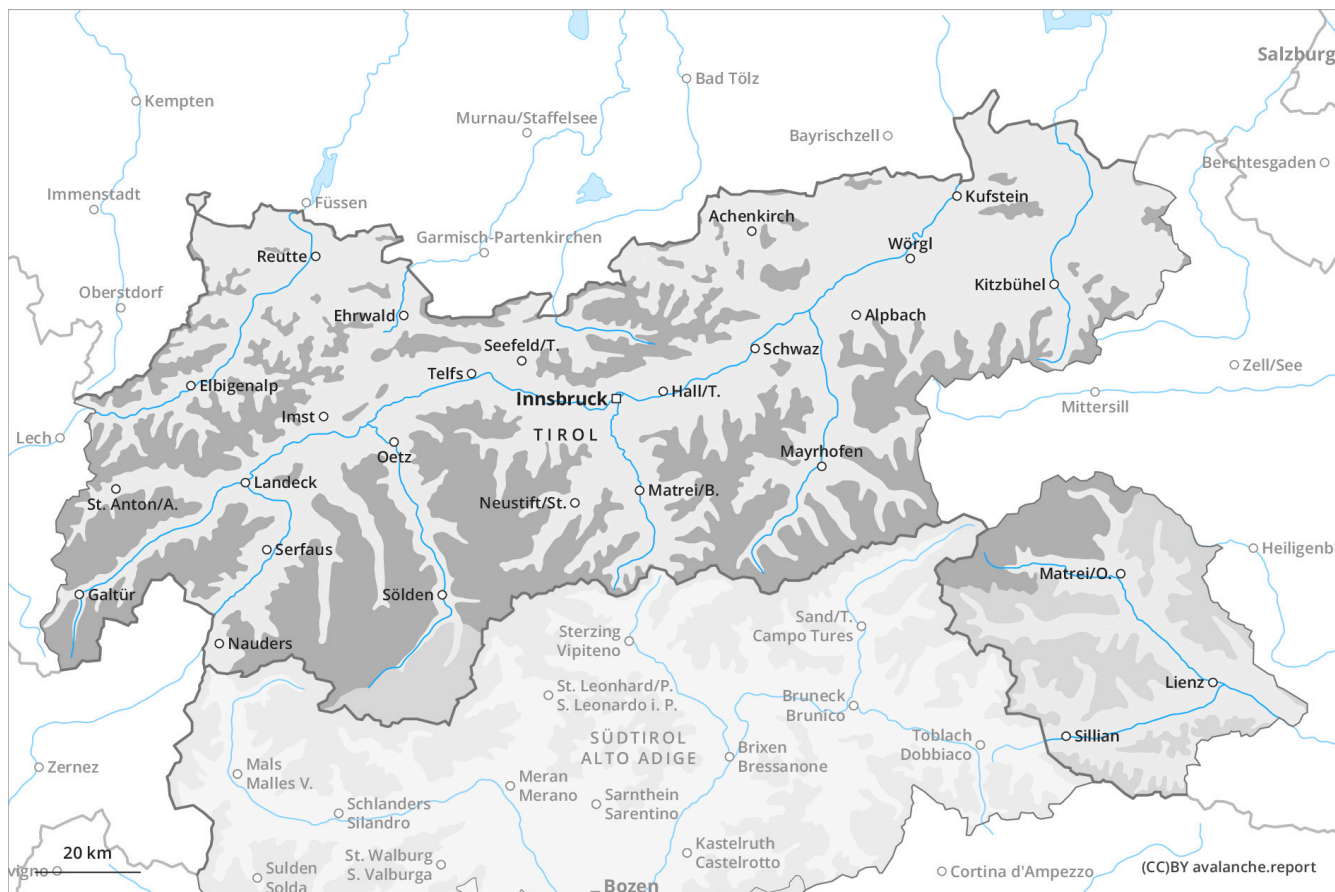 Salzburg
Kempten
Bad Tölz
Murnau/Staffelsee
Bayrischzell
Berchtesgaden
Immenstadt
Füssen
Kufstein
Achenkirch
Garmisch-Partenkirchen
Wörgl
Reutte
Kitzbühel
Oberstdorf
Ehrwald
Alpbach
Seefeld/T.
Schwaz
Zell/See
Telfs
Elbigenalp
Hall/T.
Innsbruck
Mittersill
Imst
TIROL
Lech
Oetz
Mayrhofen
Landeck
Matrei/B.
St. Anton/A.
Neustift/St.
Serfaus
Heiligenb
Matrei/O.
Galtür
Sölden
Sand/T.
Campo Tures
Sterzing
Vipiteno
Nauders
Lienz
St. Leonhard/P.
S. Leonardo i. P.
Bruneck
Brunico
Toblach
Dobbiaco
Sillian
SÜDTIROL
ALTO ADIGE
Brixen
Bressanone
Zernez
Mals
Malles V.
Meran
Merano
Sarnthein
Sarentino
Schlanders
Silandro
Kastelruth
Castelrotto
20 km
St. Walburg
S. Valburga
vigno
Sulden
Solda
Cortina d'Ampezzo
(CC)BY avalanche.report
Bozen